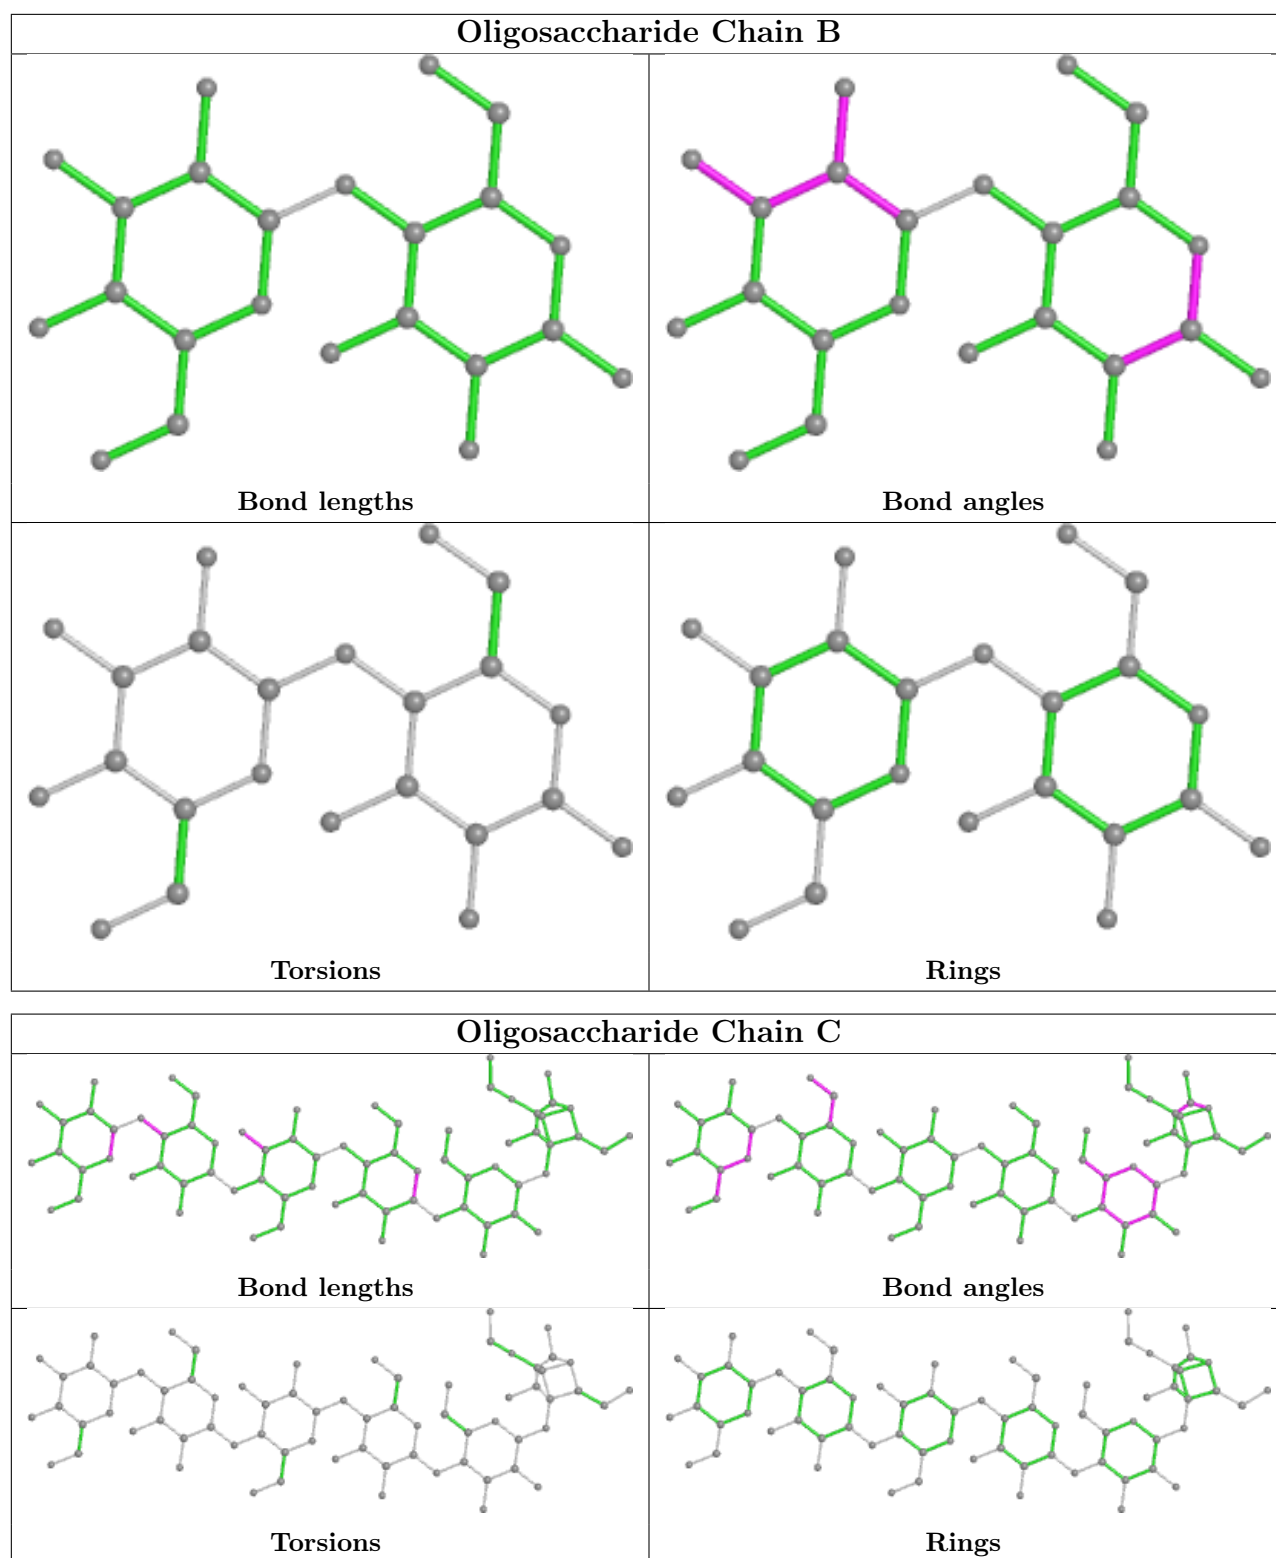 Oligosaccharide Chain B
Bond lengths
Bond angles
Torsions
Rings
Oligosaccharide Chain C
Bond lengths
Bond angles
Torsions
Rings